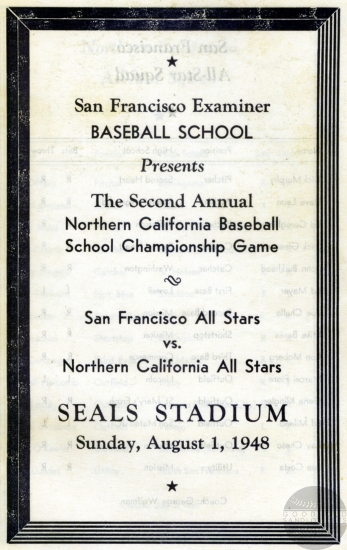 San Francisco Examiner
BASEBALL SCHOOL
Presents
The Second Annual
Northern California Baseball
School Championship Game
San Francisco All Stars
vs.
Northern California All Stars
SEALS STADIUM
Sunday, August 1, 1948